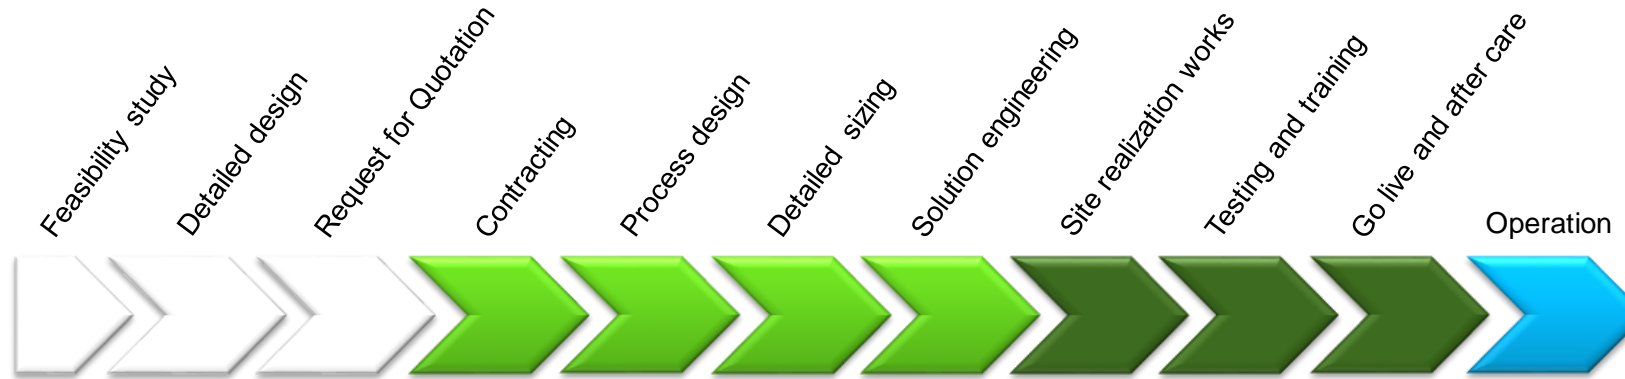 Feasibility study
Detailed design
Request for Quotation
Contracting
Process design
Detailed sizing
Solution engineering
Site realization works
Testing and training
Go live and after care
Operation